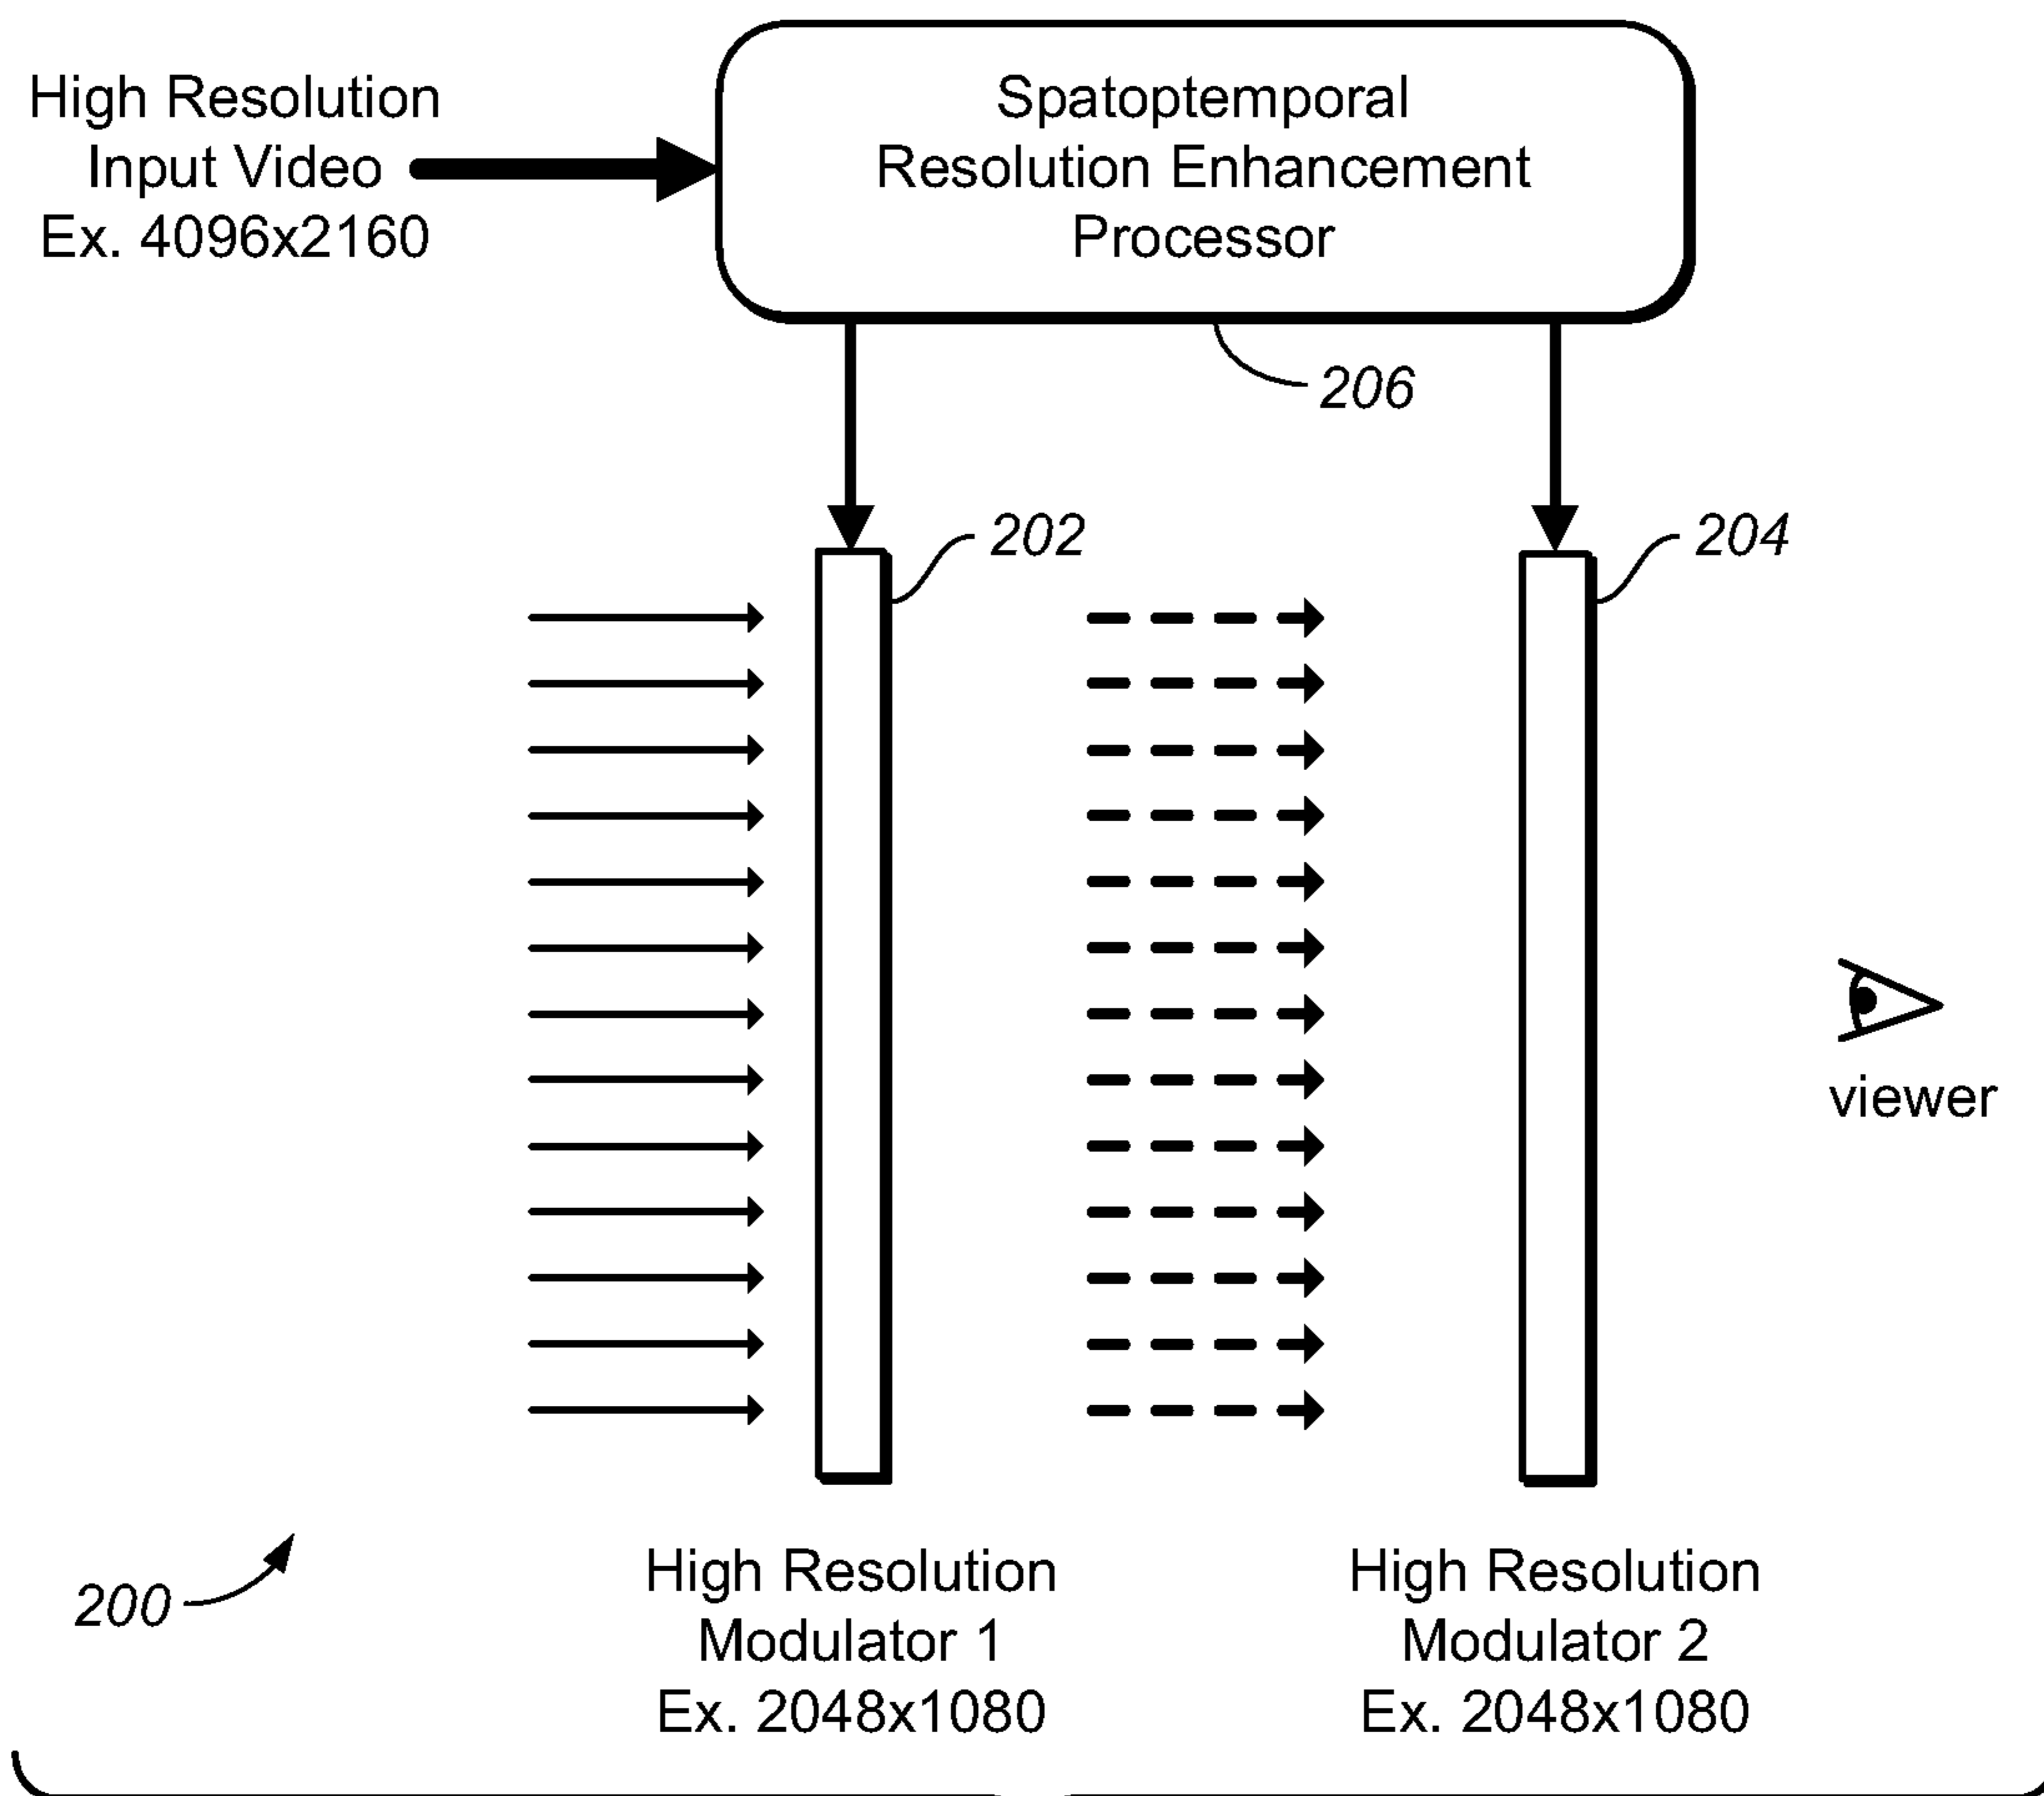 High Resolution
Input Video
Ex. 4096x2160
Spatoptemporal
Resolution Enhancement
Processor
206
202
204
viewer
200
High Resolution
Modulator 1
Ex. 2048x1080
High Resolution
Modulator 2
Ex. 2048x1080